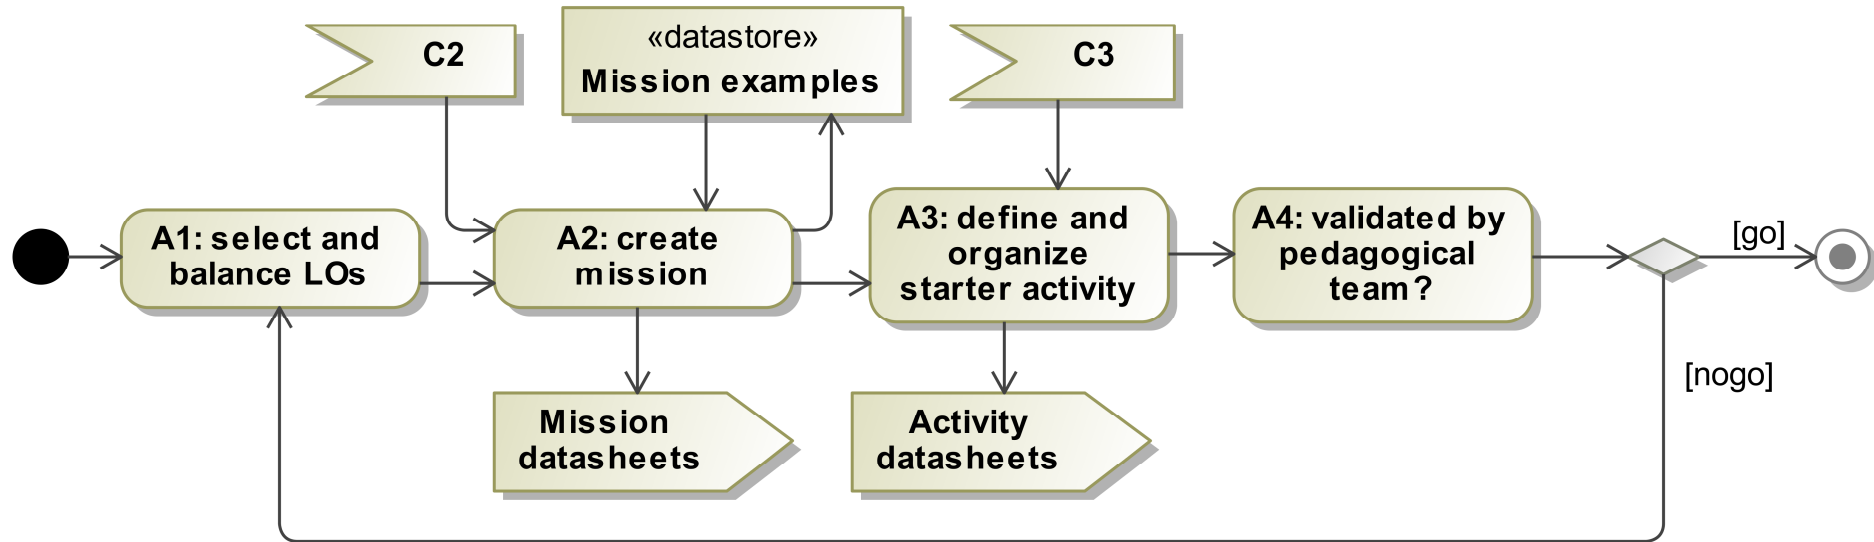 C2
«datastore»
Mission examples
C3
A1: select and
balance LOs
A2: create
mission
A3: define and
organize
starter activity
A4: validated by
pedagogical
team?
[go]
[nogo]
Mission
datasheets
Activity
datasheets